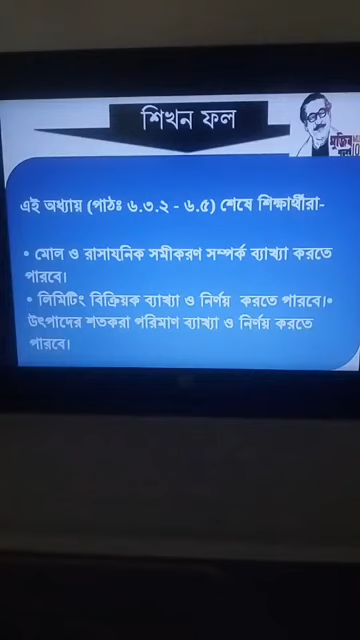 শিখন ফল
মুজিব
এই অধ্যায় (পাঠঃ ৬.৩.২ - ৬.৫) শেষে শিক্ষার্থীরা-
• মোল ও রাসায়নিক সমীকরণ সম্পর্ক ব্যাখ্যা করতে
পারবে।
• লিমিটিং বিক্রিয়ক ব্যাখ্যা ও নির্ণয় করতে পারবে।•
উৎপাদের শতকরা পরিমাণ ব্যাখ্যা ও নির্ণয় করতে
পারবে।